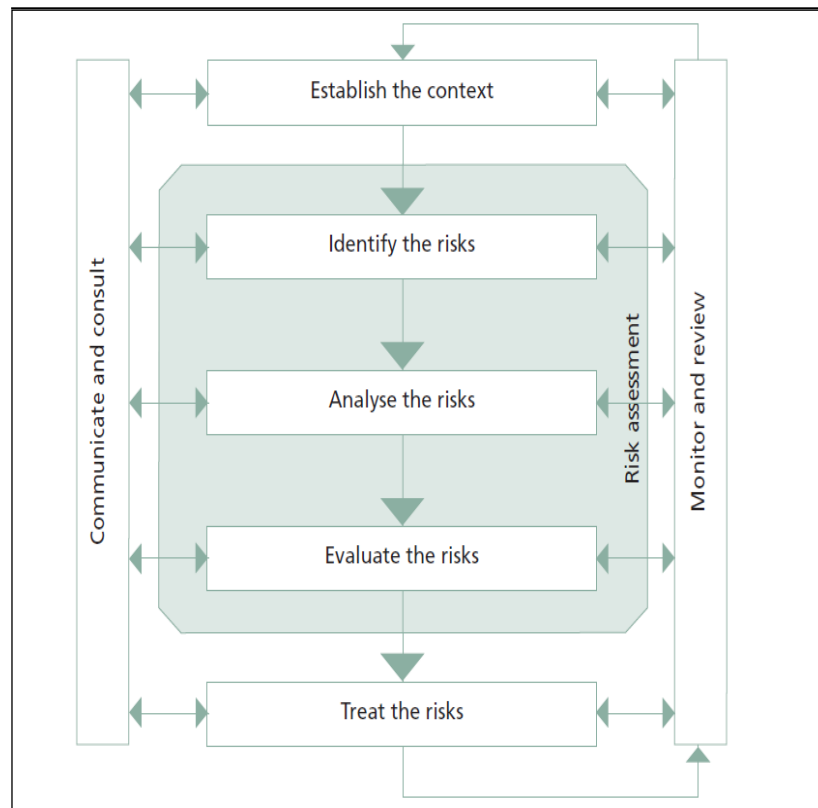 Establish the context
Identify the risks
Analyse the risks
Evaluate the risks
Treat the risks
Communicate and consult
Risk assessment
Monitor and review